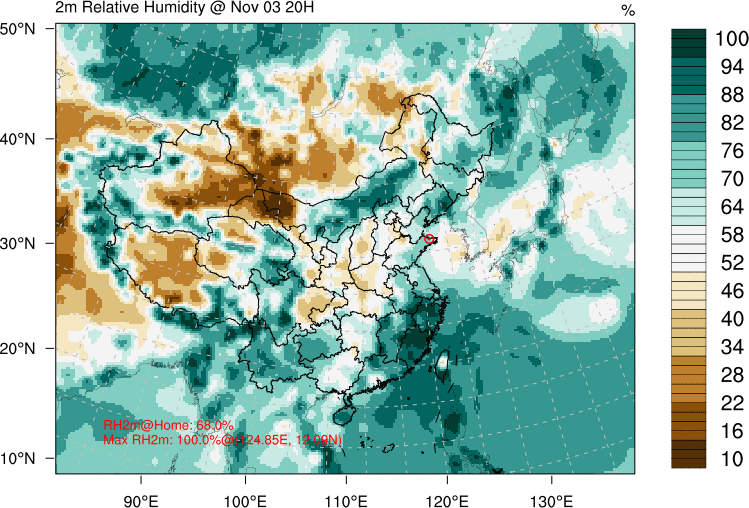 2m Relative Humidity @ Nov 03 20H
%
50°N
40°N
30°N
20°N
10°N
90°E 100°E 110°E 120°E 130°E
100
94
88
82
76
70
64
58
52
46
40
34
28
22
16
10
RH2m@Home: 68.0%
Max RH2m: 100.0%@(124.85E, 12.09N)